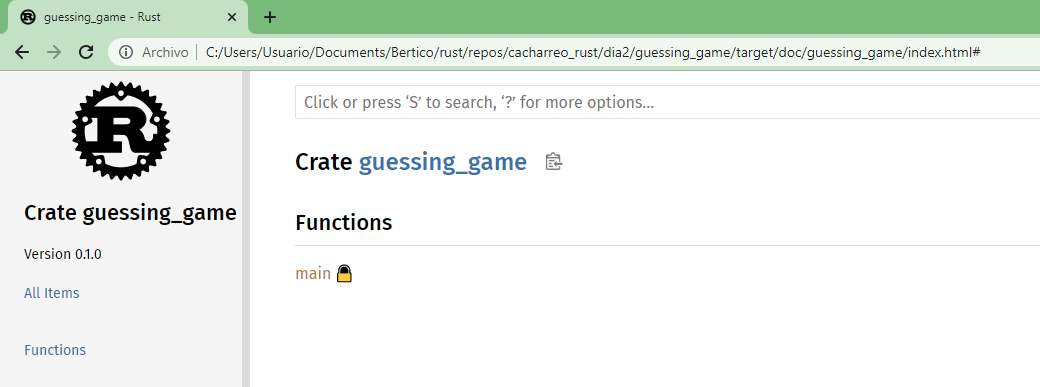 guessing_game - Rust
Archivo
C:/Users/Usuario/Documents/Bertico/rust/repos/cacharreo_rust/dia2/guessing_game/target/doc/guessing_game/index.html#
R
Crate guessing_game
Version 0.1.0
All Items
Functions
Click or press ‘S’ to search, ‘?’ for more options…
Crate guessing_game
Functions
main